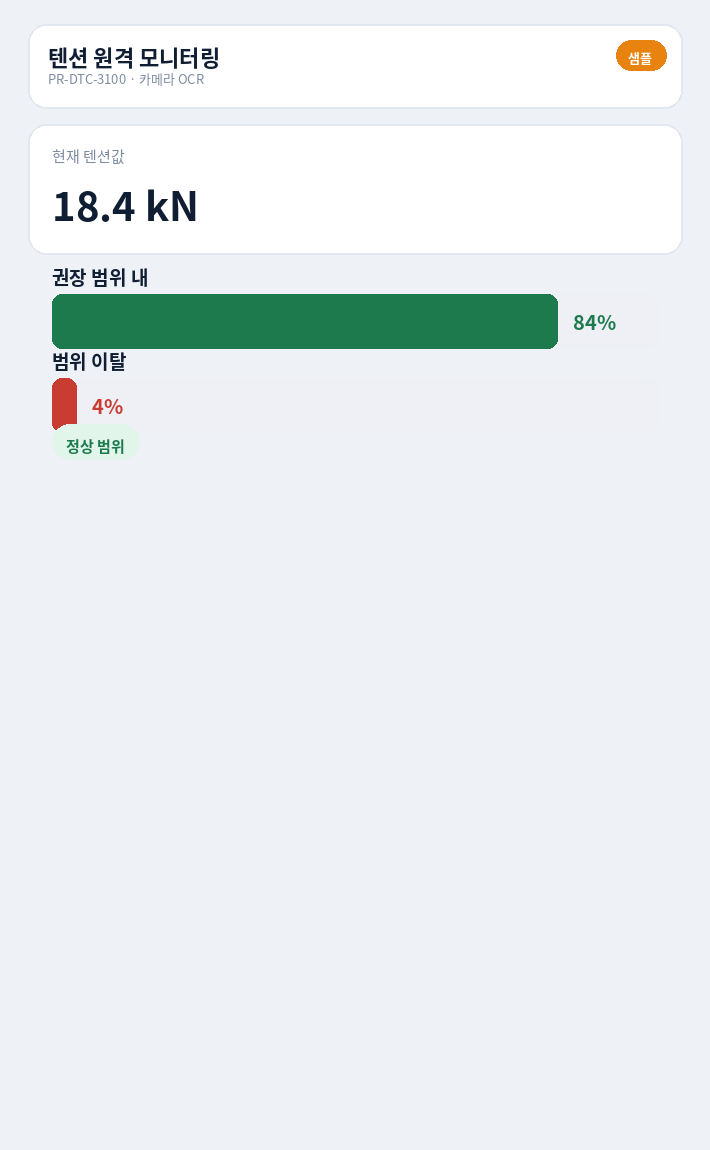 텐션 원격 모니터링
샘플
PR-DTC-3100 · 카메라 OCR
현재 텐션값
18.4 kN
권장 범위 내
84%
범위 이탈
4%
정상 범위